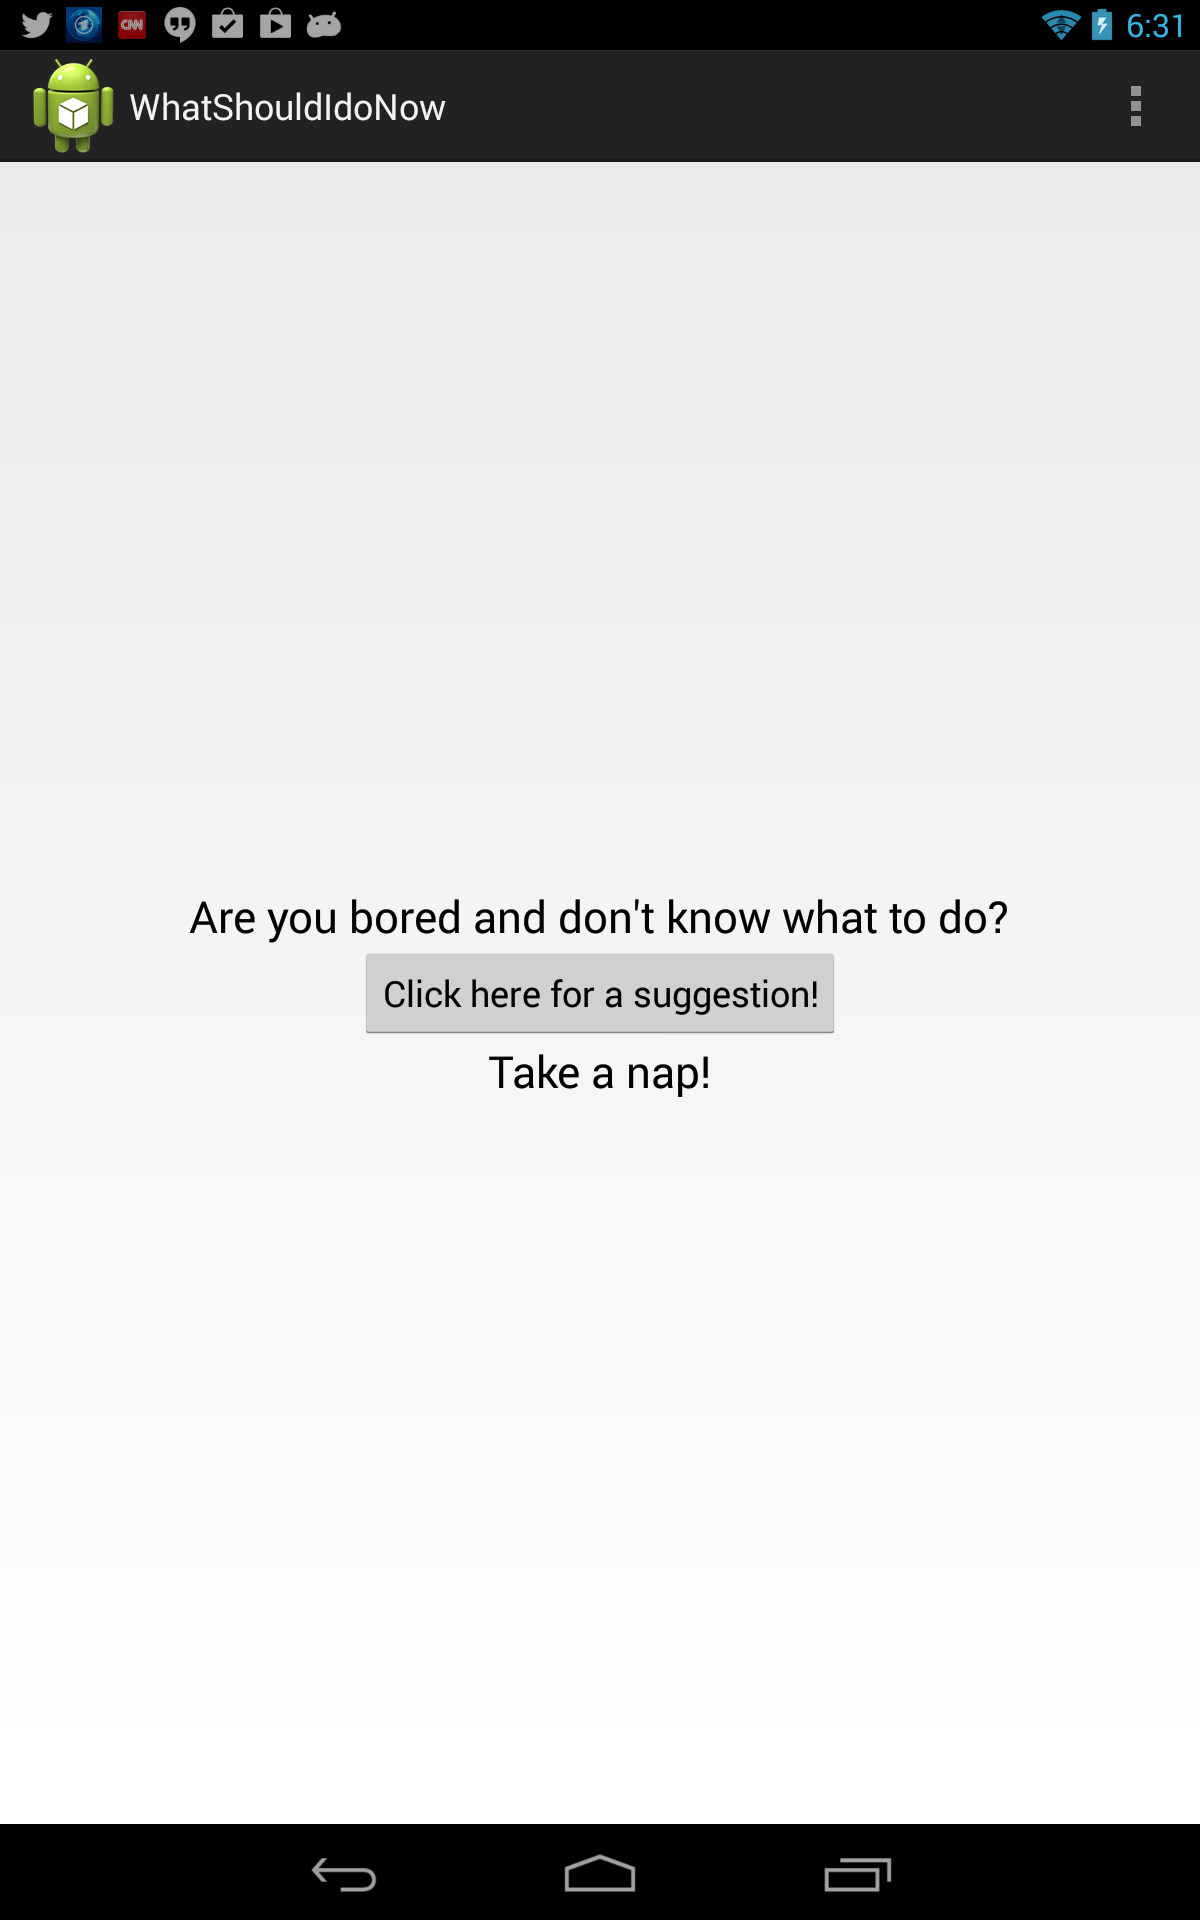 CNN 6:31
WhatShouldIdoNow
Are you bored and don't know what to do?
Click here for a suggestion!
Take a nap!